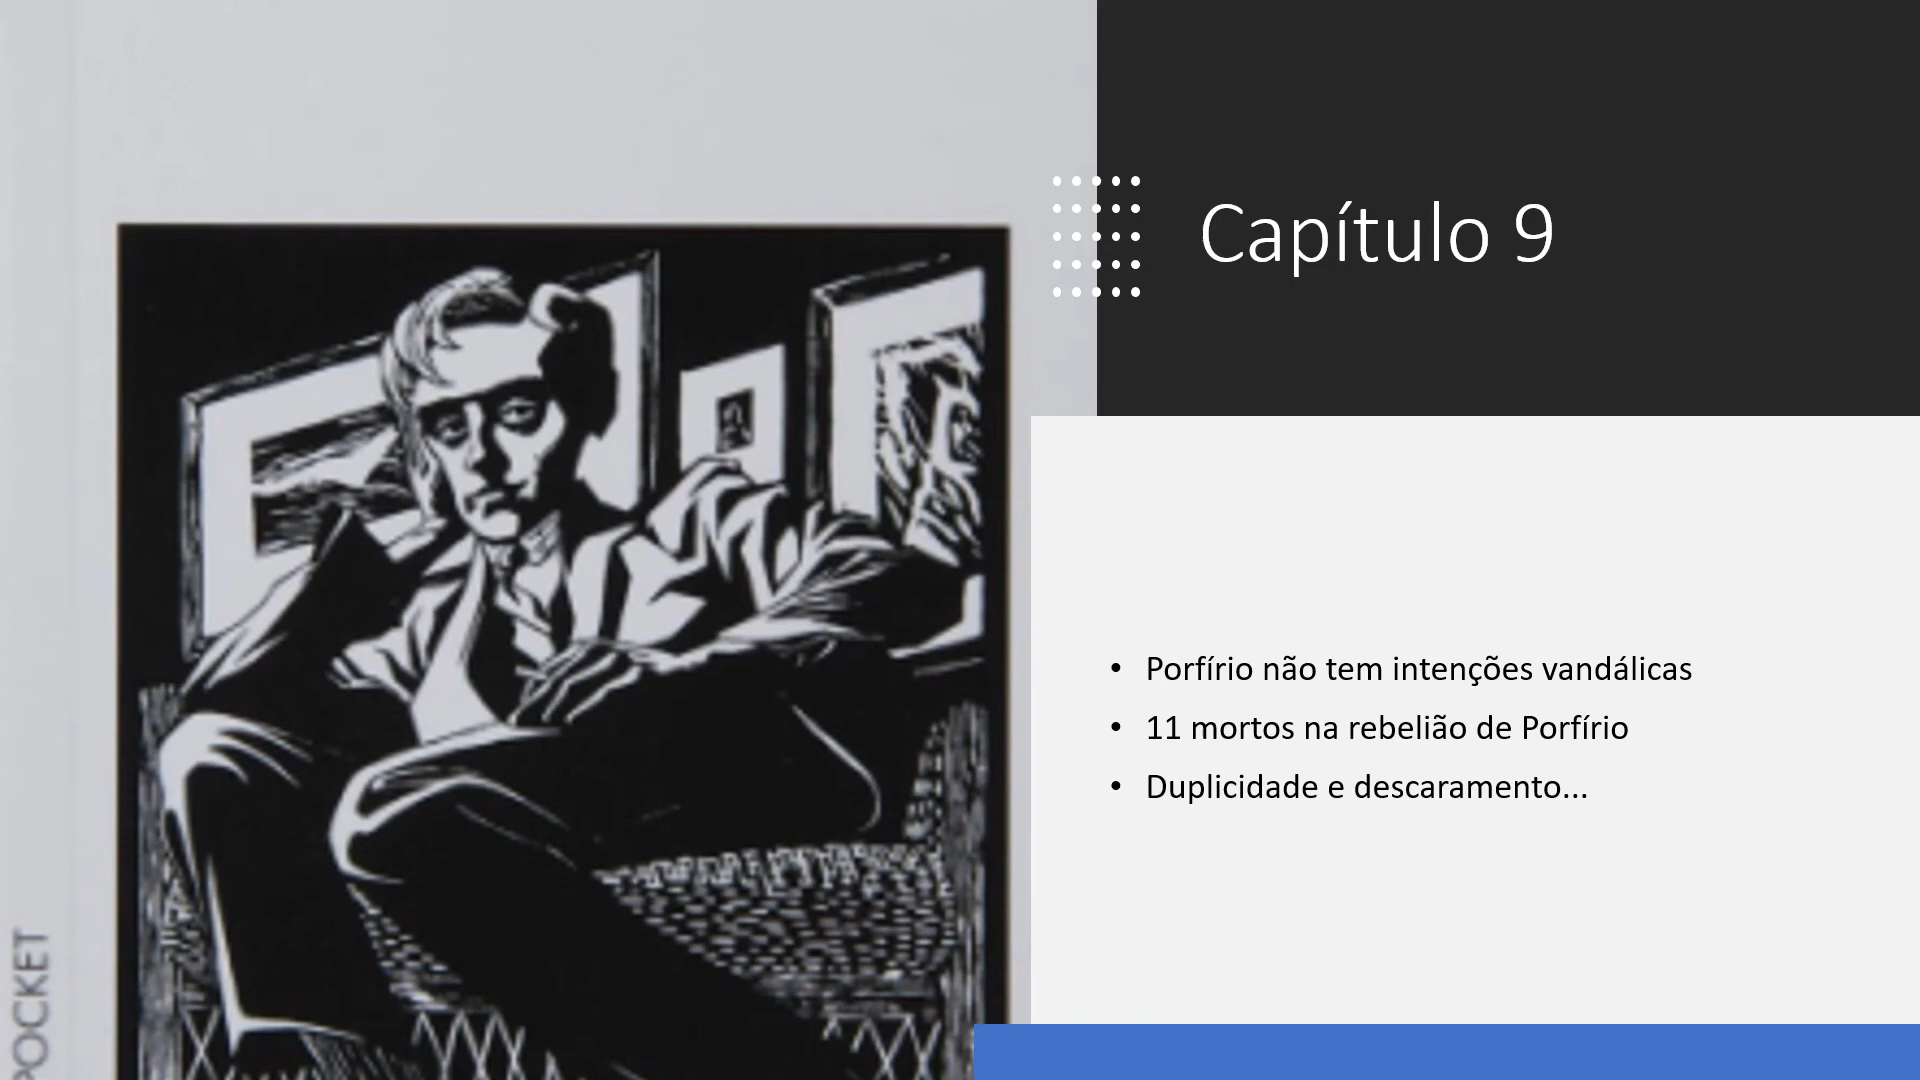 Capítulo 9
• Porfírio não tem intenções vandálicas
• 11 mortos na rebelião de Porfírio
• Duplicidade e descaramento...
POCKET